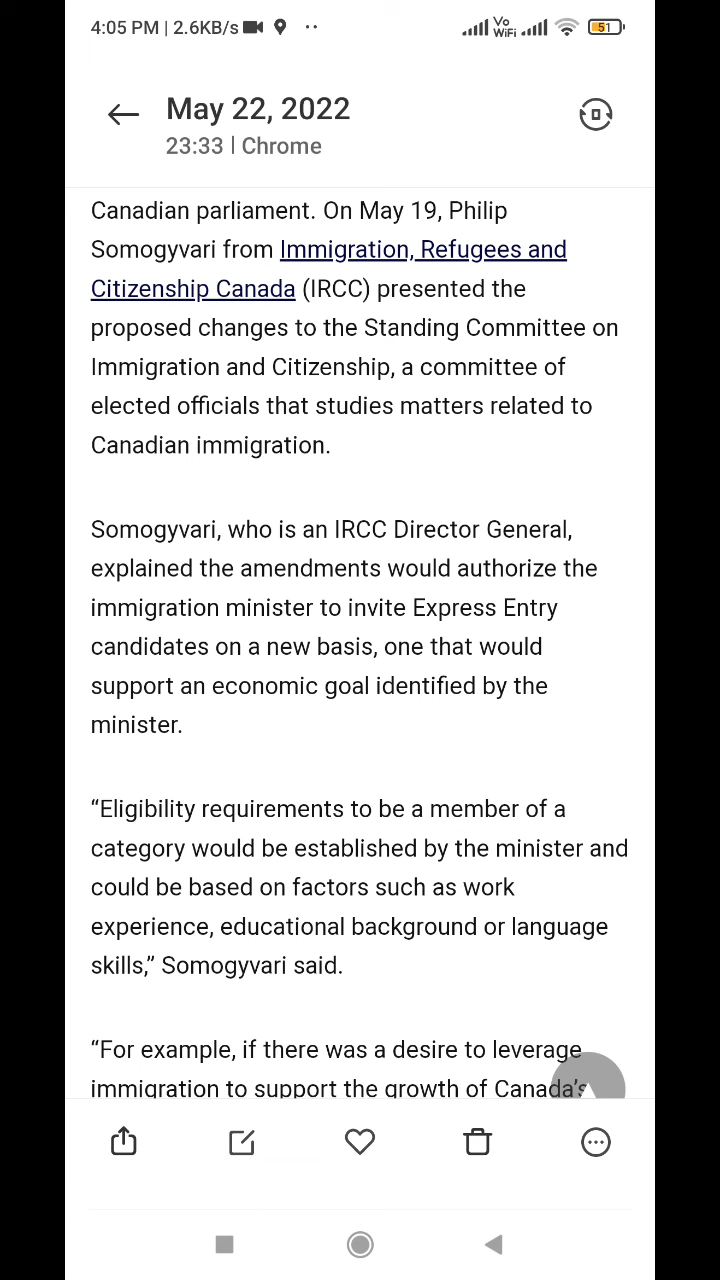 4:05 PM | 2.6KB/s
Vo
WiFi
51
May 22, 2022
23:33 | Chrome
Canadian parliament. On May 19, Philip
Somogyvari from Immigration, Refugees and
Citizenship Canada (IRCC) presented the
proposed changes to the Standing Committee on
Immigration and Citizenship, a committee of
elected officials that studies matters related to
Canadian immigration.
Somogyvari, who is an IRCC Director General,
explained the amendments would authorize the
immigration minister to invite Express Entry
candidates on a new basis, one that would
support an economic goal identified by the
minister.
“Eligibility requirements to be a member of a
category would be established by the minister and
could be based on factors such as work
experience, educational background or language
skills,” Somogyvari said.
“For example, if there was a desire to leverage
immigration to support the growth of Canada’s